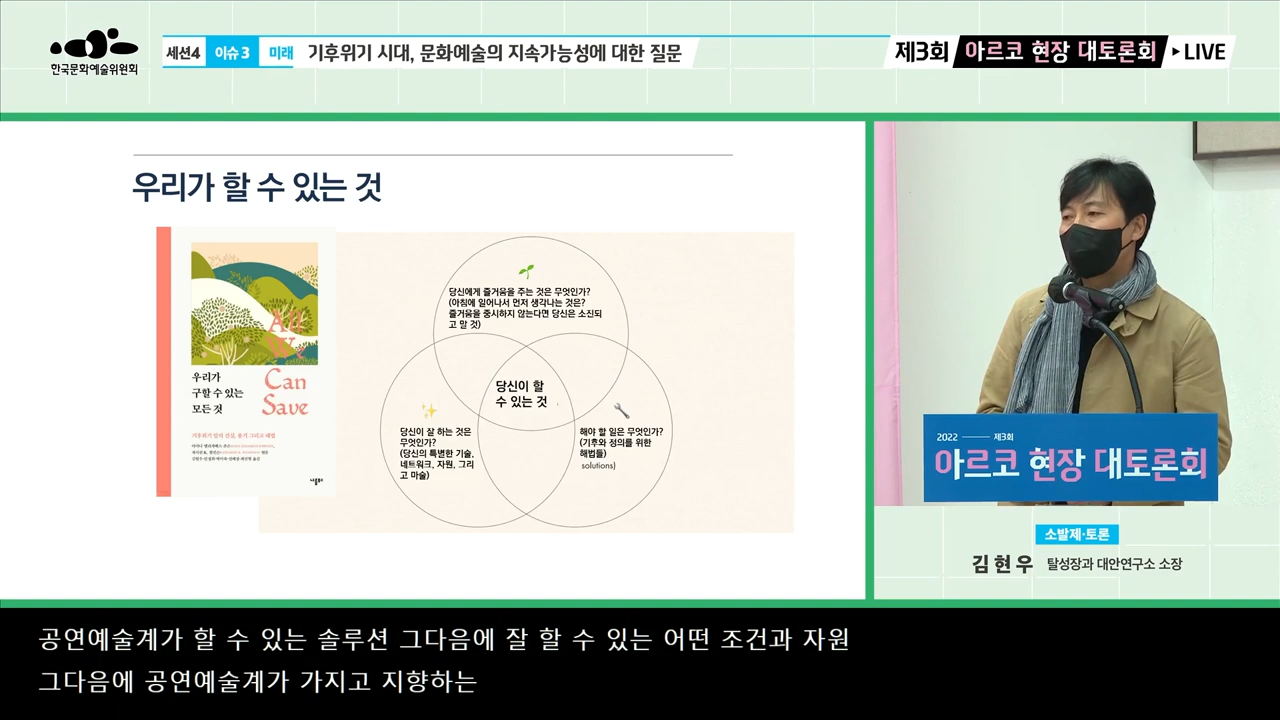 한국문화예술위원회
세션4 이슈 3 미래 기후위기 시대, 문화예술의 지속가능성에 대한 질문
제3회 아르코 현장 대토론회 LIVE
우리가 할 수 있는 것
All
We
Can
Save
우리가
구할 수 있는
모든 것
나름북스
당신에게 즐거움을 주는 것은 무엇인가?
(아침에 일어나서 먼저 생각나는 것은?
즐거움을 중시하지 않는다면 당신은 소진되
고 말 것)
당신이 할
수 있는 것
당신이 잘 하는 것은
무엇인가?
(당신의 특별한 기술,
네트워크, 자원, 그리
고 마술)
해야 할 일은 무엇인가?
(기후와 정의를 위한
해법들)
solutions)
2022 제3회
아르코 현장 대토론회
소발제·토론
김현우 탈성장과 대안연구소 소장
공연예술계가 할 수 있는 솔루션 그다음에 잘 할 수 있는 어떤 조건과 자원
그다음에 공연예술계가 가지고 지향하는